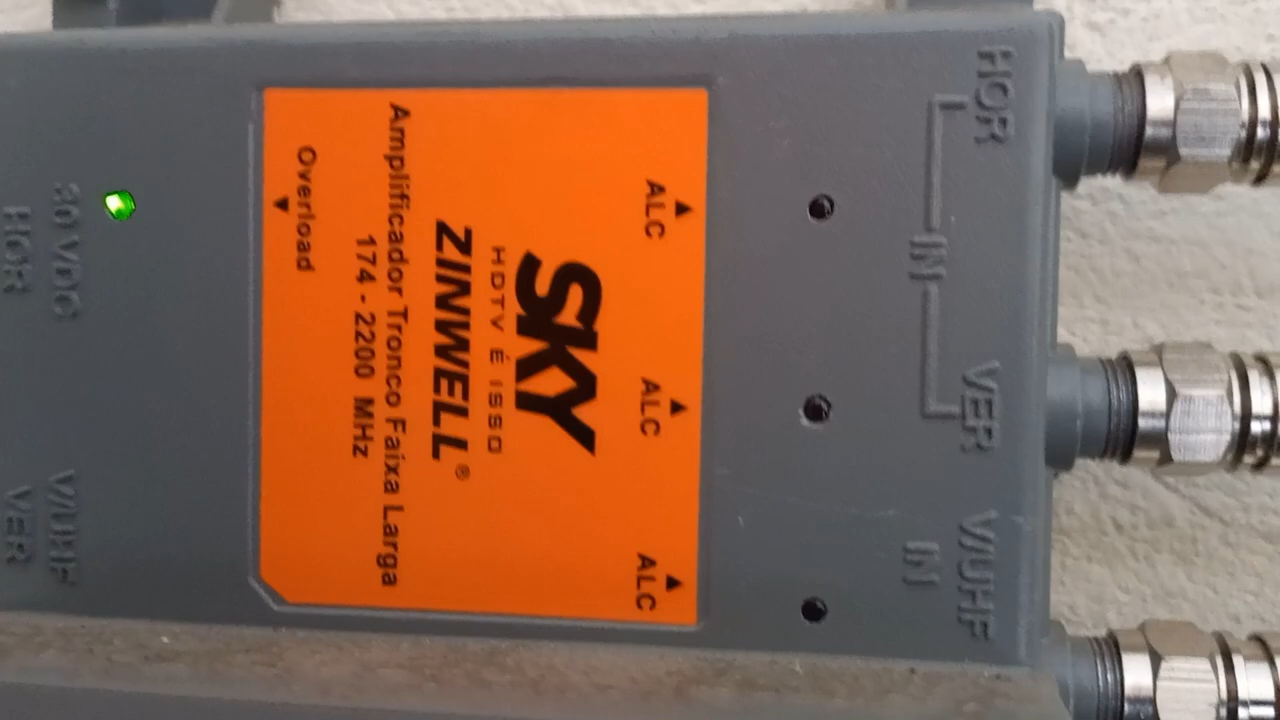 HOR
VER
V/UHF
IN
IN
ALC
ALC
ALC
SKY
HDTV É ISSO
ZINWELL®
Amplificador Tronco Faixa Larga
174 - 2200 MHz
Overload
30 VDC
V/UHF
HOR
VER